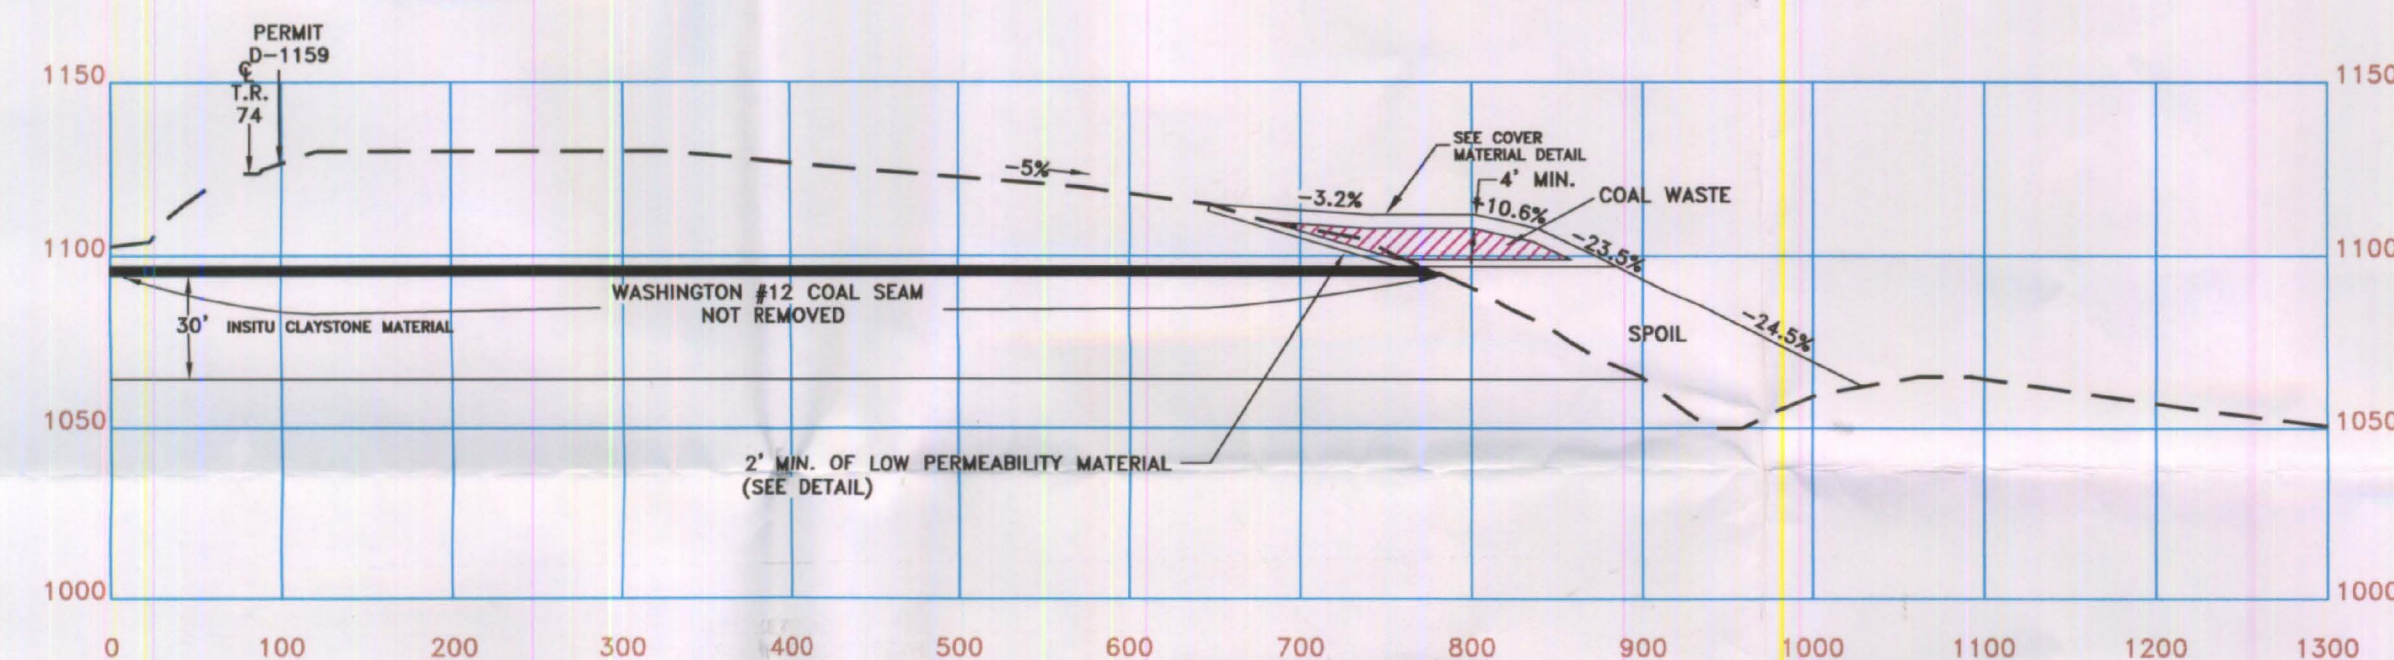 PERMIT
D-1159
℄
T.R.
74
1150
1150
-5%
SEE COVER
MATERIAL DETAIL
4' MIN.
-3.2%
+10.6%
COAL WASTE
-23.5%
1100
1100
WASHINGTON #12 COAL SEAM
NOT REMOVED
30' INSITU CLAYSTONE MATERIAL
SPOIL
-24.5%
1050
1050
2' MIN. OF LOW PERMEABILITY MATERIAL
(SEE DETAIL)
1000
1000
0 100 200 300 400 500 600 700 800 900 1000 1100 1200 1300